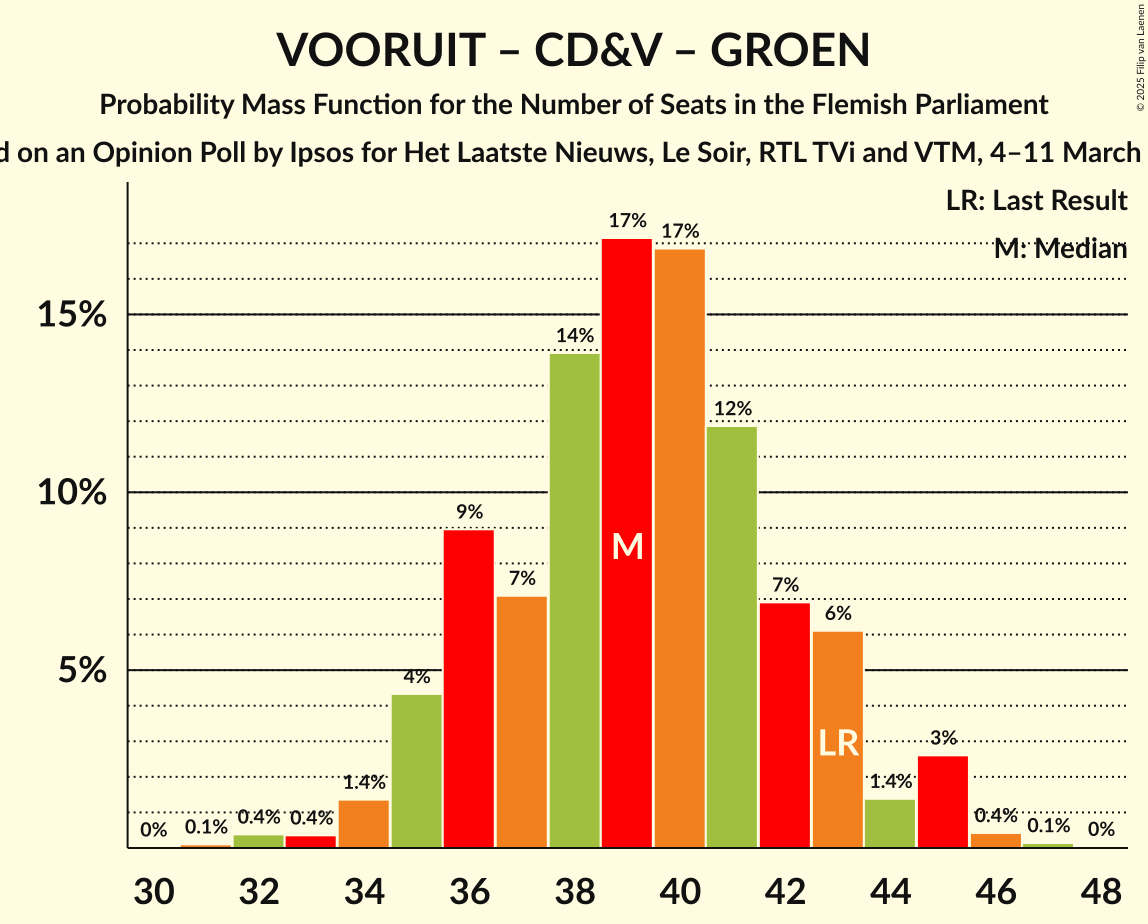 VOORUIT – CD&V – GROEN
Probability Mass Function for the Number of Seats in the Flemish Parliament
on an Opinion Poll by Ipsos for Het Laatste Nieuws, Le Soir, RTL TVi and VTM, 4–11 March
© 2025 Filip van Laenen
LR: Last Result
M: Median
17%
17%
15%
14%
12%
10%
9%
M
7%
7%
6%
5%
4%
LR
3%
1.4%
1.4%
0%
0.1%
0.4%
0.4%
0.4%
0.1%
0%
30 32 34 36 38 40 42 44 46 48